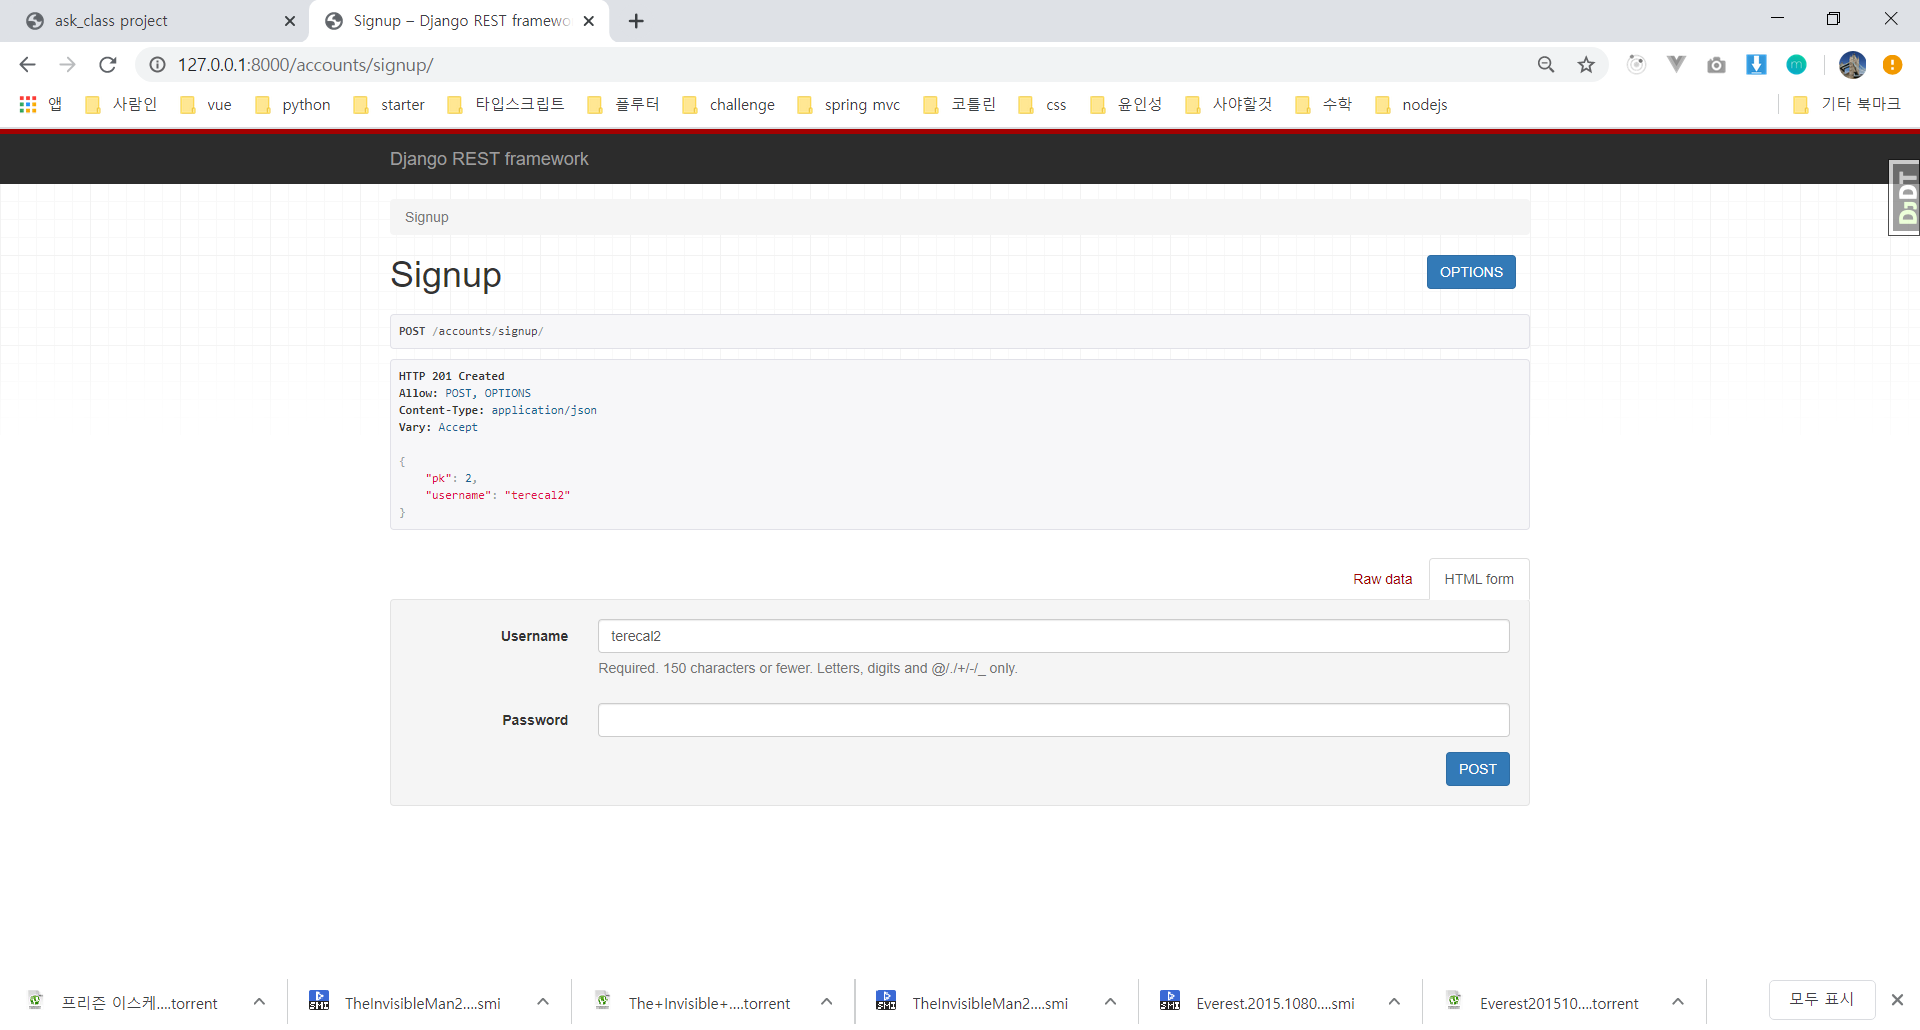 ask_class project
Signup – Django REST framewo
127.0.0.1:8000/accounts/signup/
앱 사람인 vue python starter 타입스크립트 플루터 challenge spring mvc 코틀린 css 윤인성 사야할것 수학 nodejs 기타 북마크
Django REST framework
DJDT
Signup
Signup
OPTIONS
POST /accounts/signup/
HTTP 201 Created
Allow: POST, OPTIONS
Content-Type: application/json
Vary: Accept
{
"pk": 2,
"username": "terecal2"
}
Raw data
HTML form
Username
terecal2
Required. 150 characters or fewer. Letters, digits and @/./+/-/_ only.
Password
POST
프리즌 이스케....torrent
TheInvisibleMan2....smi
The+Invisible+....torrent
TheInvisibleMan2....smi
Everest.2015.1080....smi
Everest201510....torrent
모두 표시